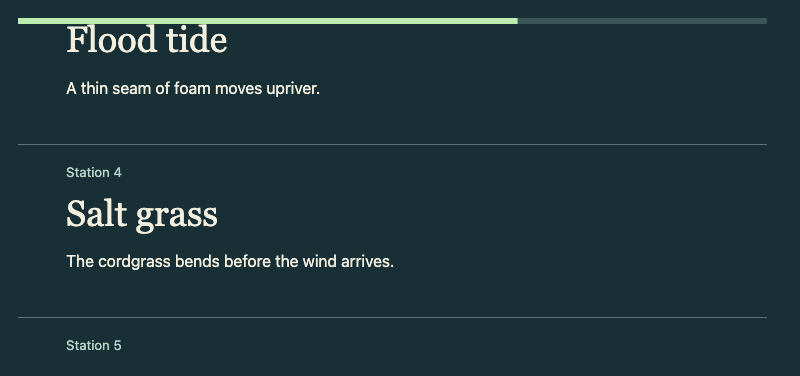 Flood tide
A thin seam of foam moves upriver.
Station 4
Salt grass
The cordgrass bends before the wind arrives.
Station 5